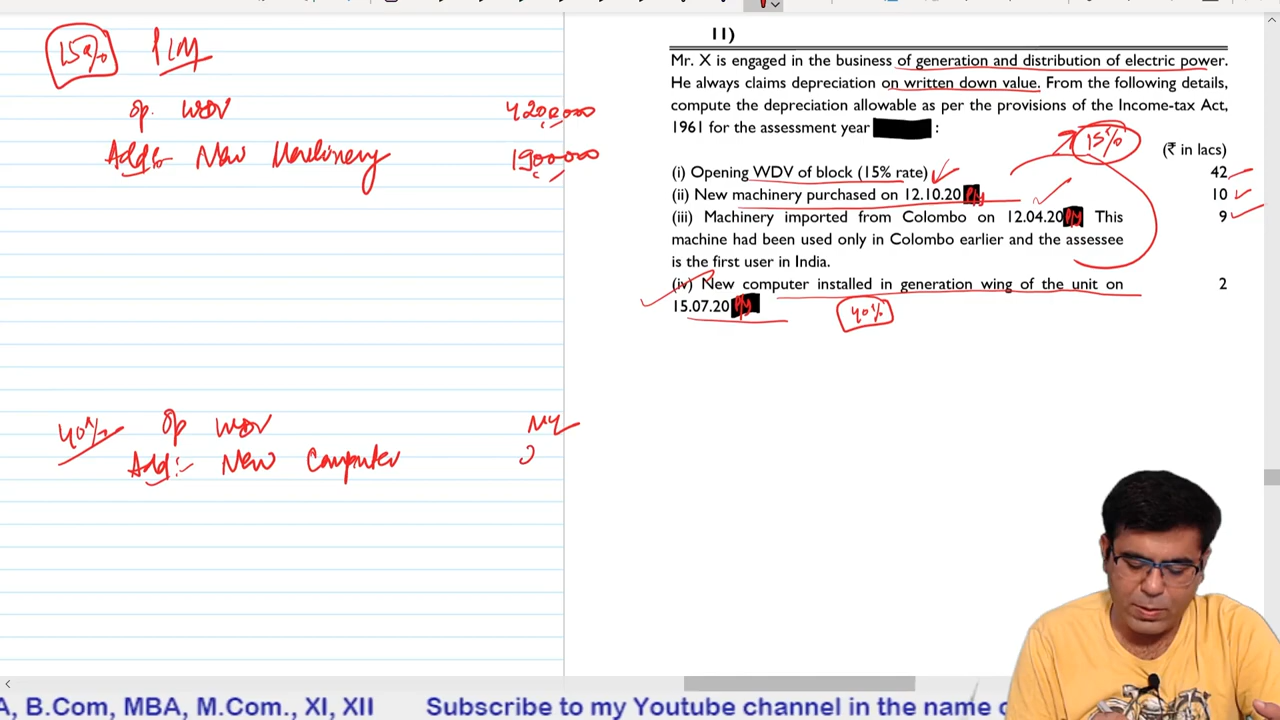 15% P&M
Op. WDV 4200000
Add:- New Machinery 1900000
40% Op WDV Nil
Add:- New Computer 2
11)
Mr. X is engaged in the business of generation and distribution of electric power.
He always claims depreciation on written down value. From the following details,
compute the depreciation allowable as per the provisions of the Income-tax Act,
1961 for the assessment year :
15%
(₹ in lacs)
(i) Opening WDV of block (15% rate) 42
(ii) New machinery purchased on 12.10.20 PY 10
(iii) Machinery imported from Colombo on 12.04.20 PY This 9
machine had been used only in Colombo earlier and the assessee
is the first user in India.
(iv) New computer installed in generation wing of the unit on 2
15.07.20 PY
40%
A, B.Com, MBA, M.Com., XI, XII Subscribe to my Youtube channel in the name